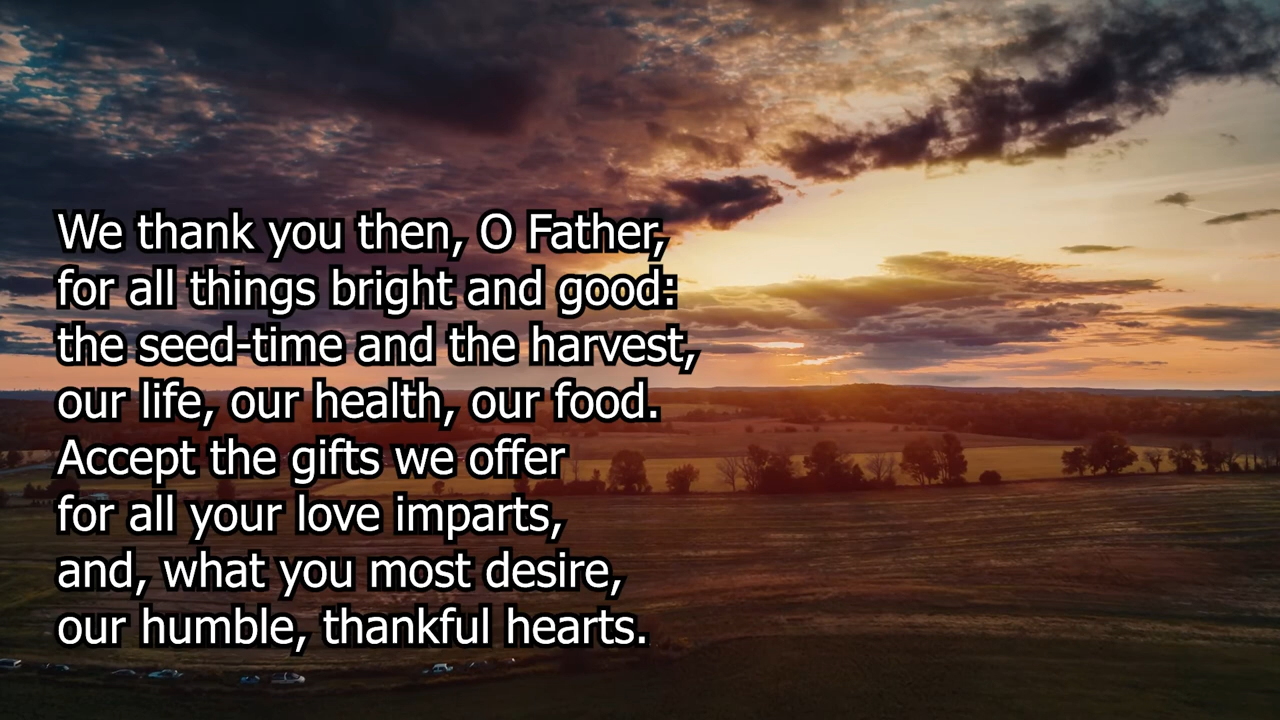 We thank you then, O Father,
for all things bright and good:
the seed-time and the harvest,
our life, our health, our food.
Accept the gifts we offer
for all your love imparts,
and, what you most desire,
our humble, thankful hearts.